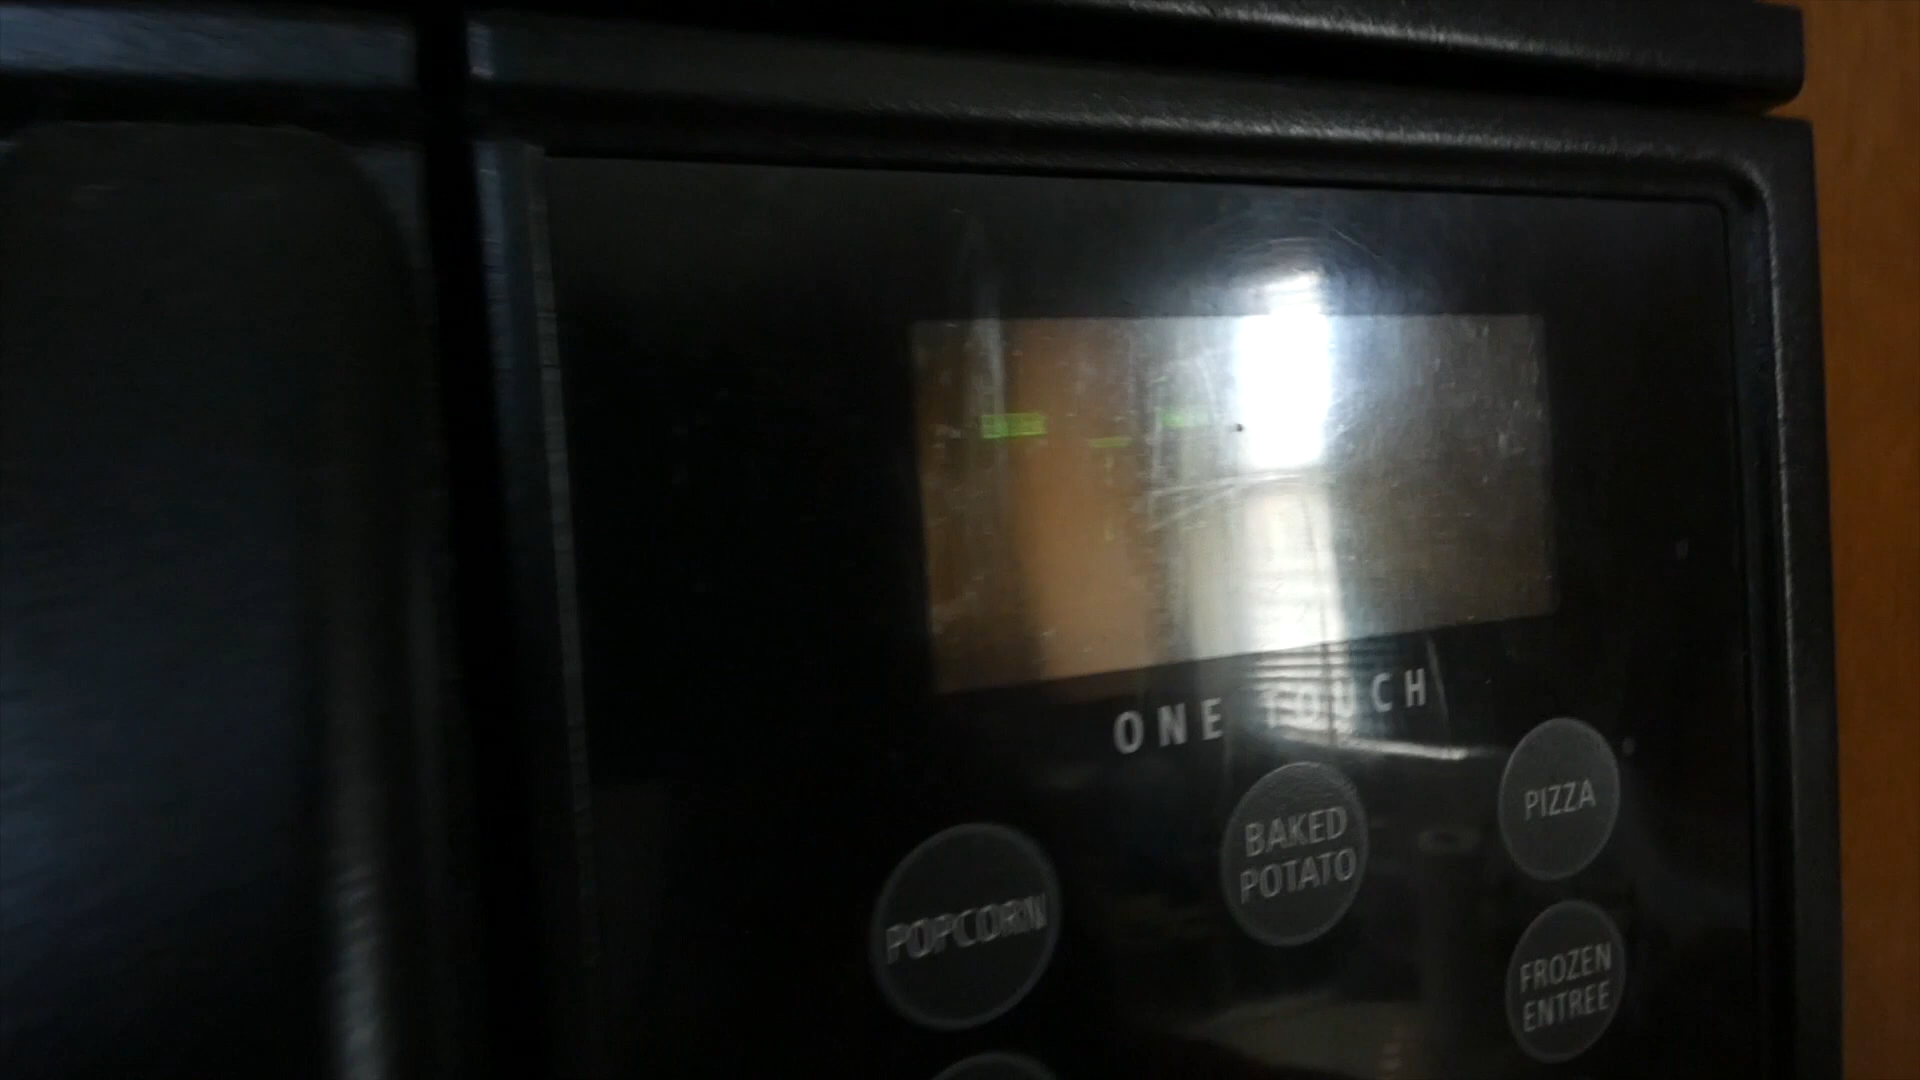 ONE TOUCH
POPCORN
BAKED
POTATO
PIZZA
FROZEN
ENTREE